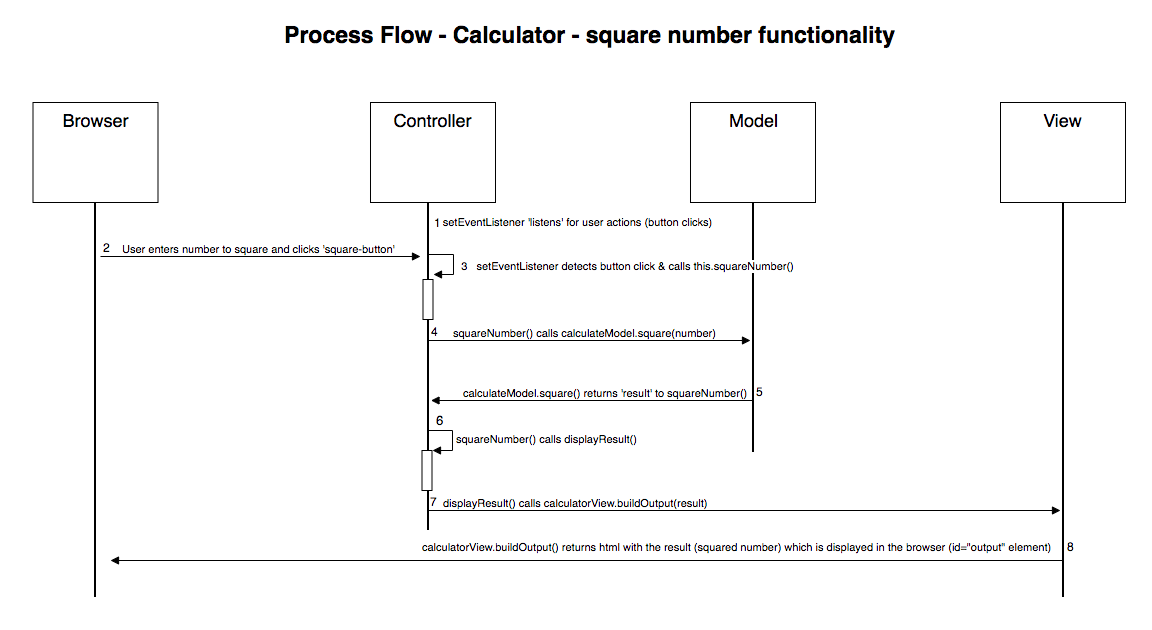 Process Flow - Calculator - square number functionality
Browser
Controller
Model
View
1 setEventListener 'listens' for user actions (button clicks)
2 User enters number to square and clicks 'square-button'
3 setEventListener detects button click & calls this.squareNumber()
4 squareNumber() calls calculateModel.square(number)
calculateModel.square() returns 'result' to squareNumber() 5
6
squareNumber() calls displayResult()
7 displayResult() calls calculatorView.buildOutput(result)
calculatorView.buildOutput() returns html with the result (squared number) which is displayed in the browser (id="output" element) 8